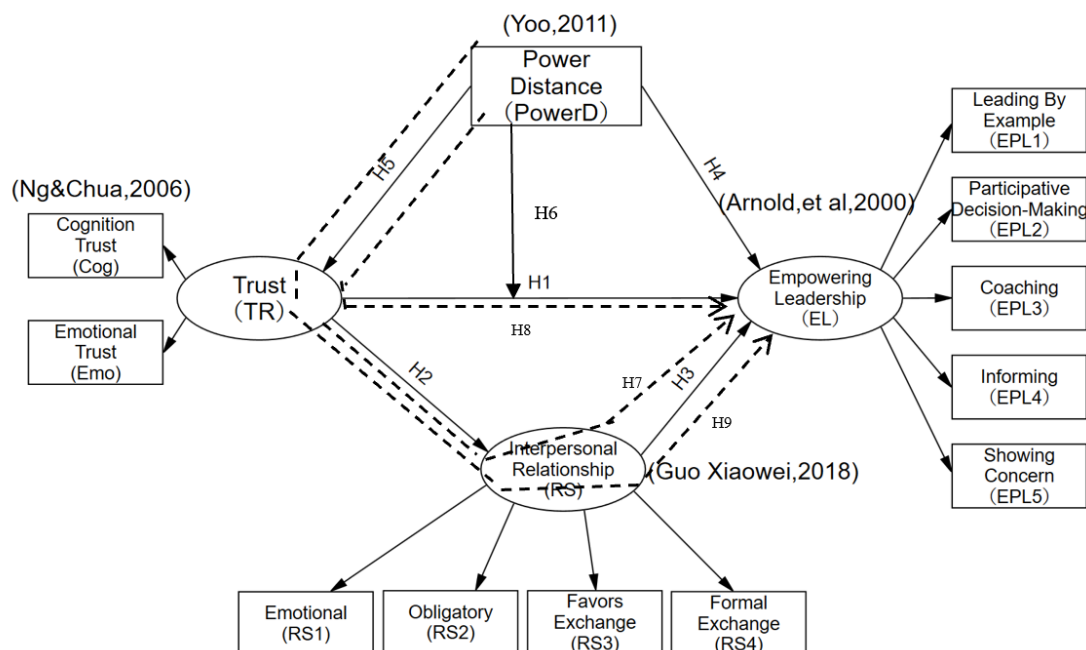 (Yoo,2011)
Power
Distance
(PowerD)
H5
H6
H4
(Ng&Chua,2006)
Cognition
Trust
(Cog)
Emotional
Trust
(Emo)
Trust
(TR)
H1
H8
H2
H7
H3
H9
(Arnold,et al,2000)
Empowering
Leadership
(EL)
Leading By
Example
(EPL1)
Participative
Decision-Making
(EPL2)
Coaching
(EPL3)
Informing
(EPL4)
Showing
Concern
(EPL5)
Interpersonal
Relationship
(RS)
(Guo Xiaowei,2018)
Emotional
(RS1)
Obligatory
(RS2)
Favors
Exchange
(RS3)
Formal
Exchange
(RS4)